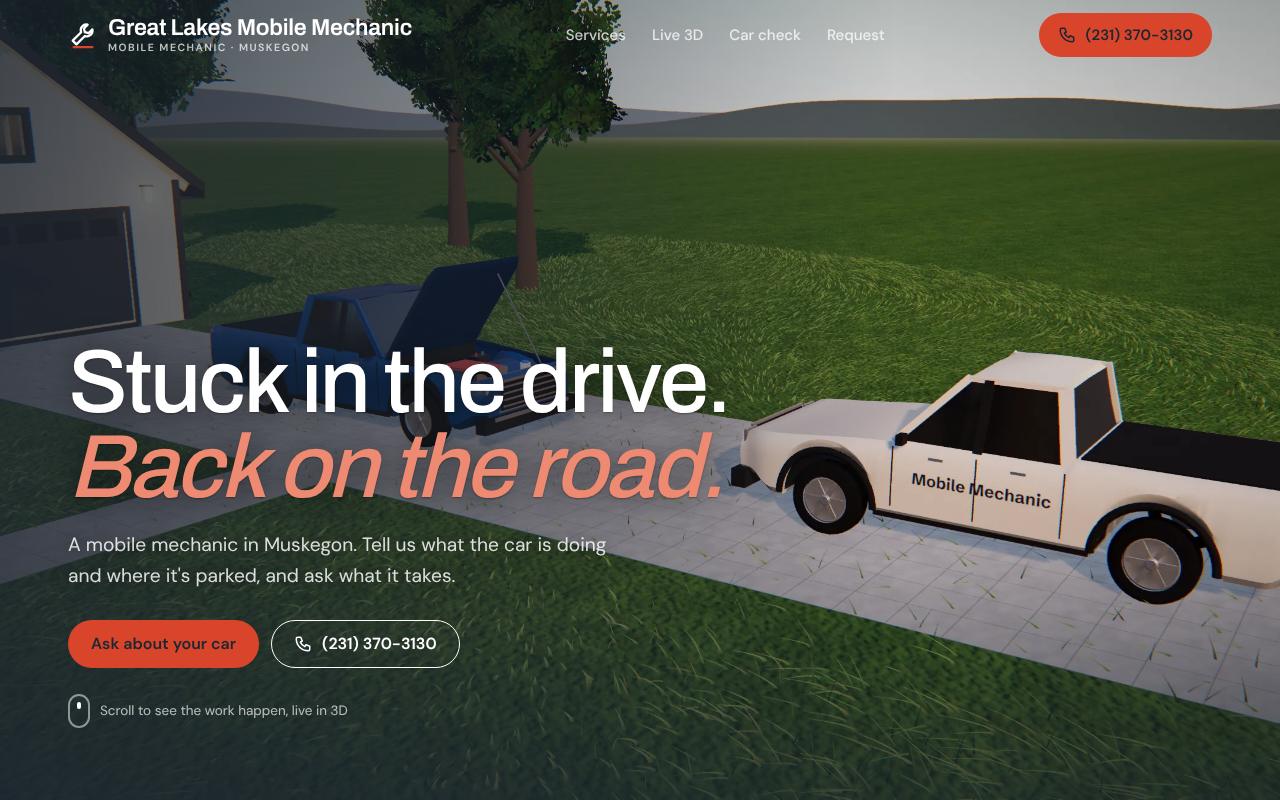 Great Lakes Mobile Mechanic
MOBILE MECHANIC · MUSKEGON
Services
Live 3D
Car check
Request
(231) 370-3130
Stuck in the drive.
Back on the road.
Mobile Mechanic
A mobile mechanic in Muskegon. Tell us what the car is doing
and where it's parked, and ask what it takes.
Ask about your car
(231) 370-3130
Scroll to see the work happen, live in 3D